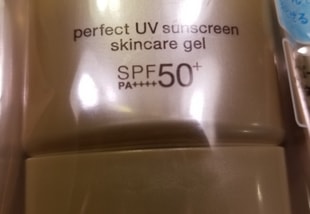 perfect UV sunscreen
skincare gel
SPF50+
PA++++